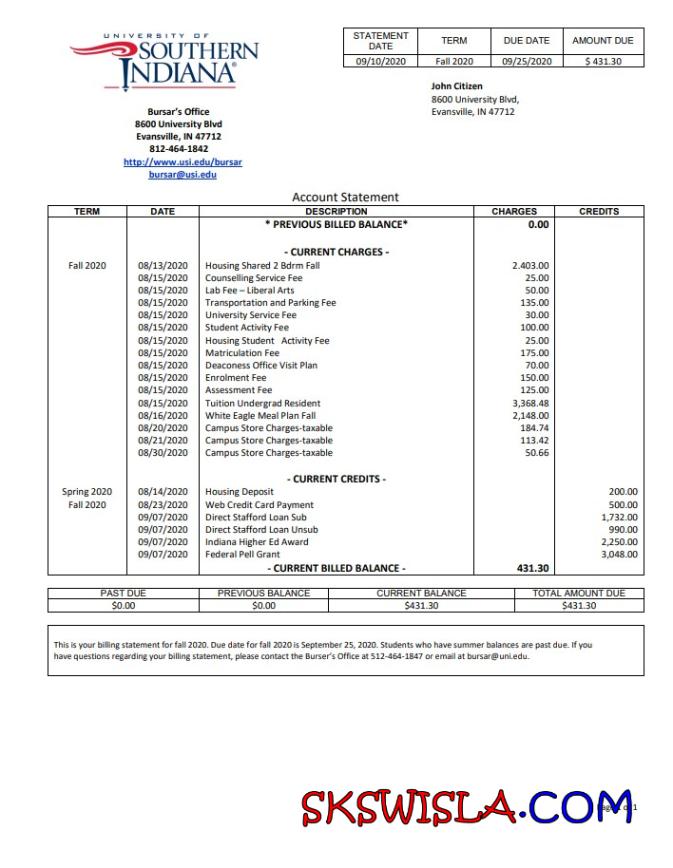 UNIVERSITY OF
SOUTHERN
INDIANA®
STATEMENT DATE TERM DUE DATE AMOUNT DUE
09/10/2020 Fall 2020 09/25/2020 $ 431.30
John Citizen
8600 University Blvd,
Evansville, IN 47712
Bursar's Office
8600 University Blvd
Evansville, IN 47712
812-464-1842
http://www.usi.edu/bursar
bursar@usi.edu
Account Statement
TERM DATE DESCRIPTION CHARGES CREDITS
* PREVIOUS BILLED BALANCE* 0.00
- CURRENT CHARGES -
Fall 2020 08/13/2020 Housing Shared 2 Bdrm Fall 2.403.00
08/15/2020 Counselling Service Fee 25.00
08/15/2020 Lab Fee – Liberal Arts 50.00
08/15/2020 Transportation and Parking Fee 135.00
08/15/2020 University Service Fee 30.00
08/15/2020 Student Activity Fee 100.00
08/15/2020 Housing Student Activity Fee 25.00
08/15/2020 Matriculation Fee 175.00
08/15/2020 Deaconess Office Visit Plan 70.00
08/15/2020 Enrolment Fee 150.00
08/15/2020 Assessment Fee 125.00
08/15/2020 Tuition Undergrad Resident 3,368.48
08/16/2020 White Eagle Meal Plan Fall 2,148.00
08/20/2020 Campus Store Charges-taxable 184.74
08/21/2020 Campus Store Charges-taxable 113.42
08/30/2020 Campus Store Charges-taxable 50.66
- CURRENT CREDITS -
Spring 2020 08/14/2020 Housing Deposit 200.00
Fall 2020 08/23/2020 Web Credit Card Payment 500.00
09/07/2020 Direct Stafford Loan Sub 1,732.00
09/07/2020 Direct Stafford Loan Unsub 990.00
09/07/2020 Indiana Higher Ed Award 2,250.00
09/07/2020 Federal Pell Grant 3,048.00
- CURRENT BILLED BALANCE - 431.30
PAST DUE PREVIOUS BALANCE CURRENT BALANCE TOTAL AMOUNT DUE
$0.00 $0.00 $431.30 $431.30
This is your billing statement for fall 2020. Due date for fall 2020 is September 25, 2020. Students who have summer balances are past due. If you
have questions regarding your billing statement, please contact the Burser's Office at 512-464-1847 or email at bursar@uni.edu.
SKSWISLA.COM